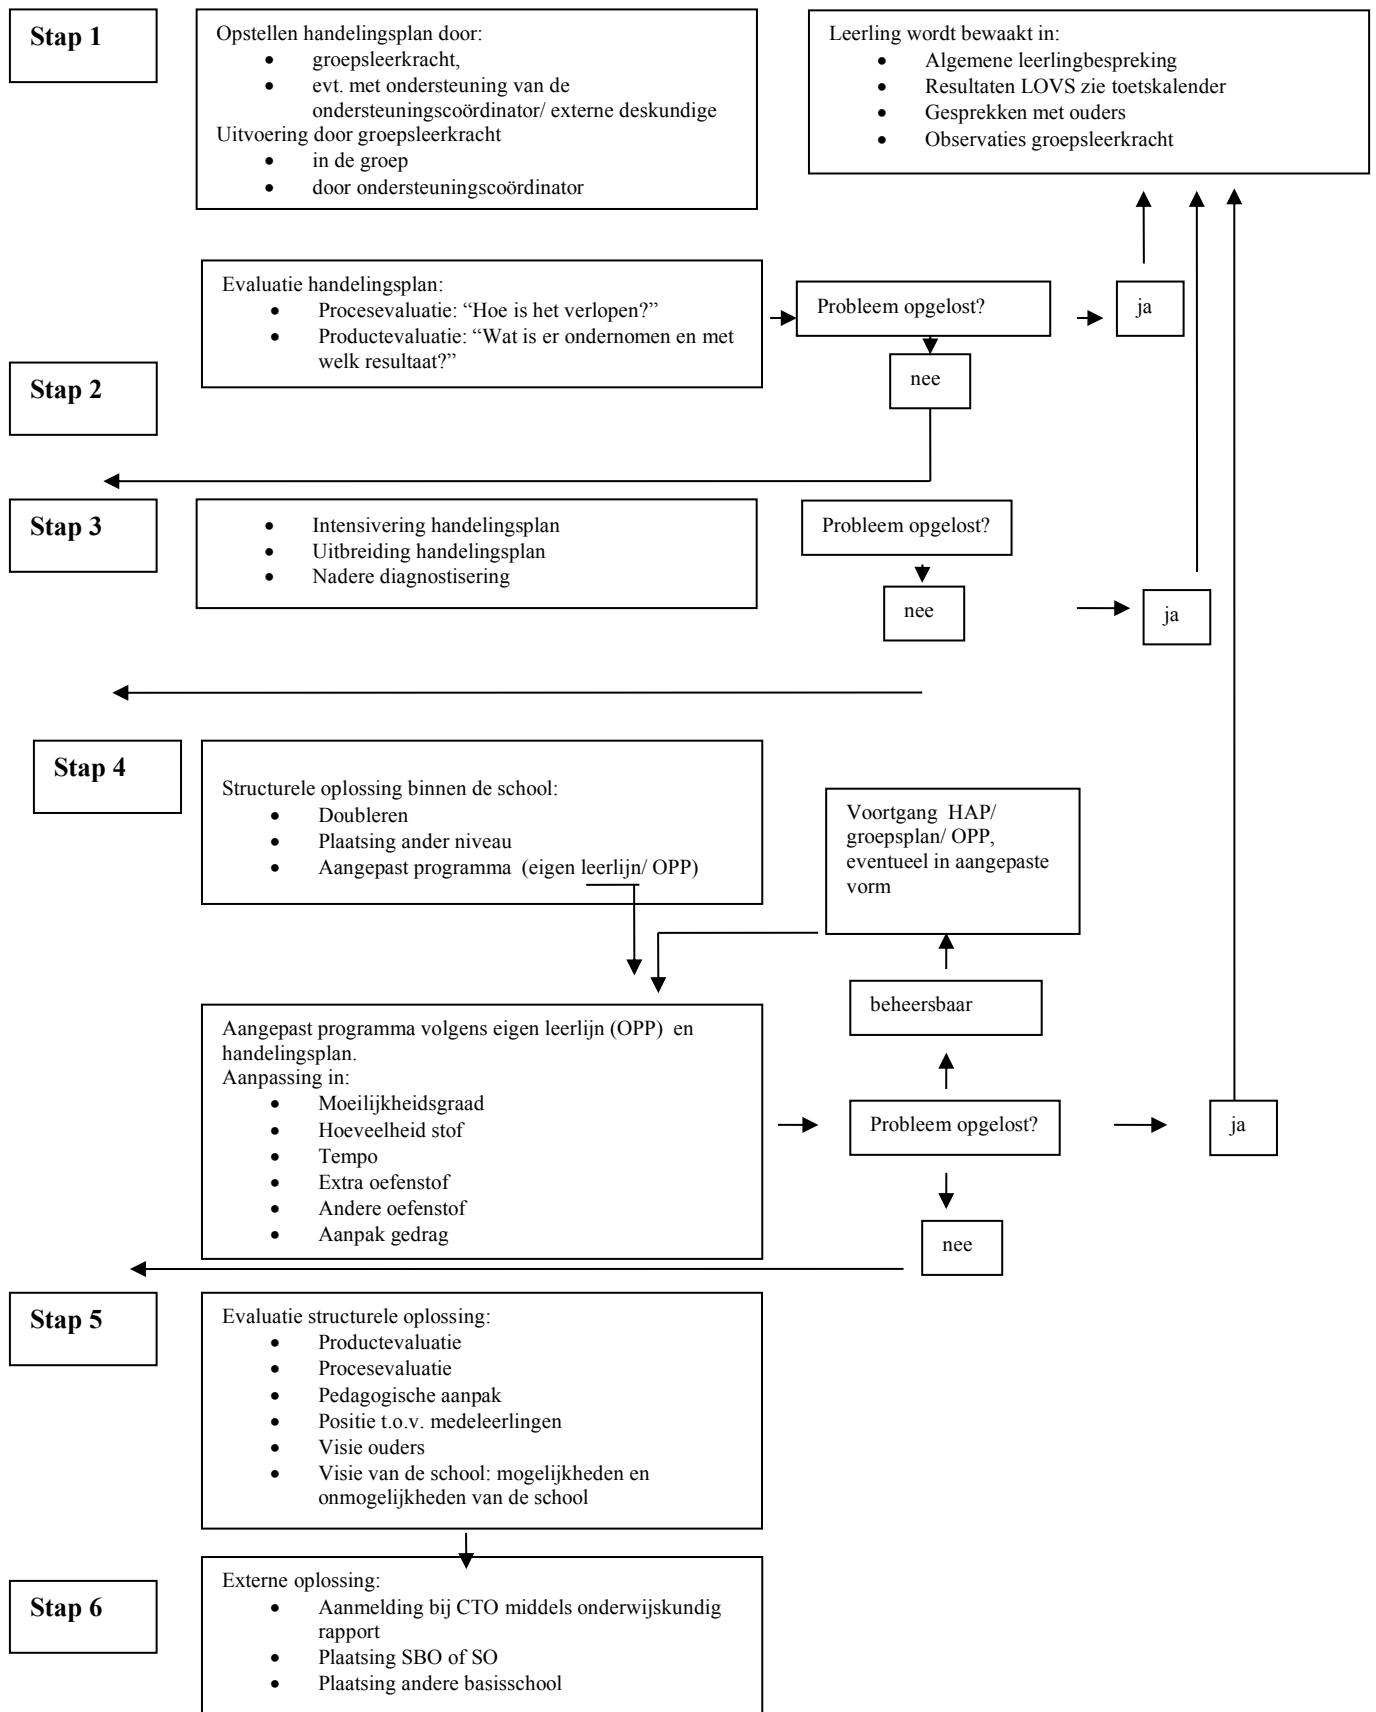 Stap 1
Opstellen handelingsplan door:
• groepsleerkracht,
• evt. met ondersteuning van de
ondersteuningscoördinator/ externe deskundige
Uitvoering door groepsleerkracht
• in de groep
• door ondersteuningscoördinator
Leerling wordt bewaakt in:
• Algemene leerlingbespreking
• Resultaten LOVS zie toetskalender
• Gesprekken met ouders
• Observaties groepsleerkracht
Stap 2
Evaluatie handelingsplan:
• Procesevaluatie: “Hoe is het verlopen?”
• Productevaluatie: “Wat is er ondernomen en met
welk resultaat?”
Probleem opgelost?
ja
nee
Stap 3
• Intensivering handelingsplan
• Uitbreiding handelingsplan
• Nadere diagnostisering
Probleem opgelost?
nee
ja
Stap 4
Structurele oplossing binnen de school:
• Doubleren
• Plaatsing ander niveau
• Aangepast programma  (eigen leerlijn/ OPP)
Voortgang  HAP/
groepsplan/ OPP,
eventueel in aangepaste
vorm
beheersbaar
Aangepast programma volgens eigen leerlijn (OPP)  en
handelingsplan.
Aanpassing in:
• Moeilijkheidsgraad
• Hoeveelheid stof
• Tempo
• Extra oefenstof
• Andere oefenstof
• Aanpak gedrag
Probleem opgelost?
ja
nee
Stap 5
Evaluatie structurele oplossing:
• Productevaluatie
• Procesevaluatie
• Pedagogische aanpak
• Positie t.o.v. medeleerlingen
• Visie ouders
• Visie van de school: mogelijkheden en
onmogelijkheden van de school
Stap 6
Externe oplossing:
• Aanmelding bij CTO middels onderwijskundig
rapport
• Plaatsing SBO of SO
• Plaatsing andere basisschool